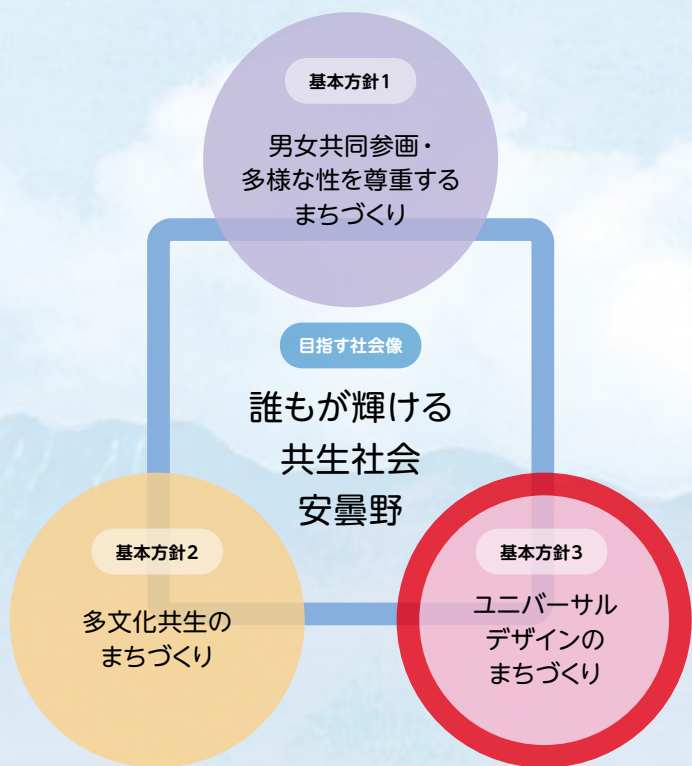 基本方針1
男女共同参画・
多様な性を尊重する
まちづくり
目指す社会像
誰もが輝ける
共生社会
安曇野
基本方針2
多文化共生の
まちづくり
基本方針3
ユニバーサル
デザインの
まちづくり